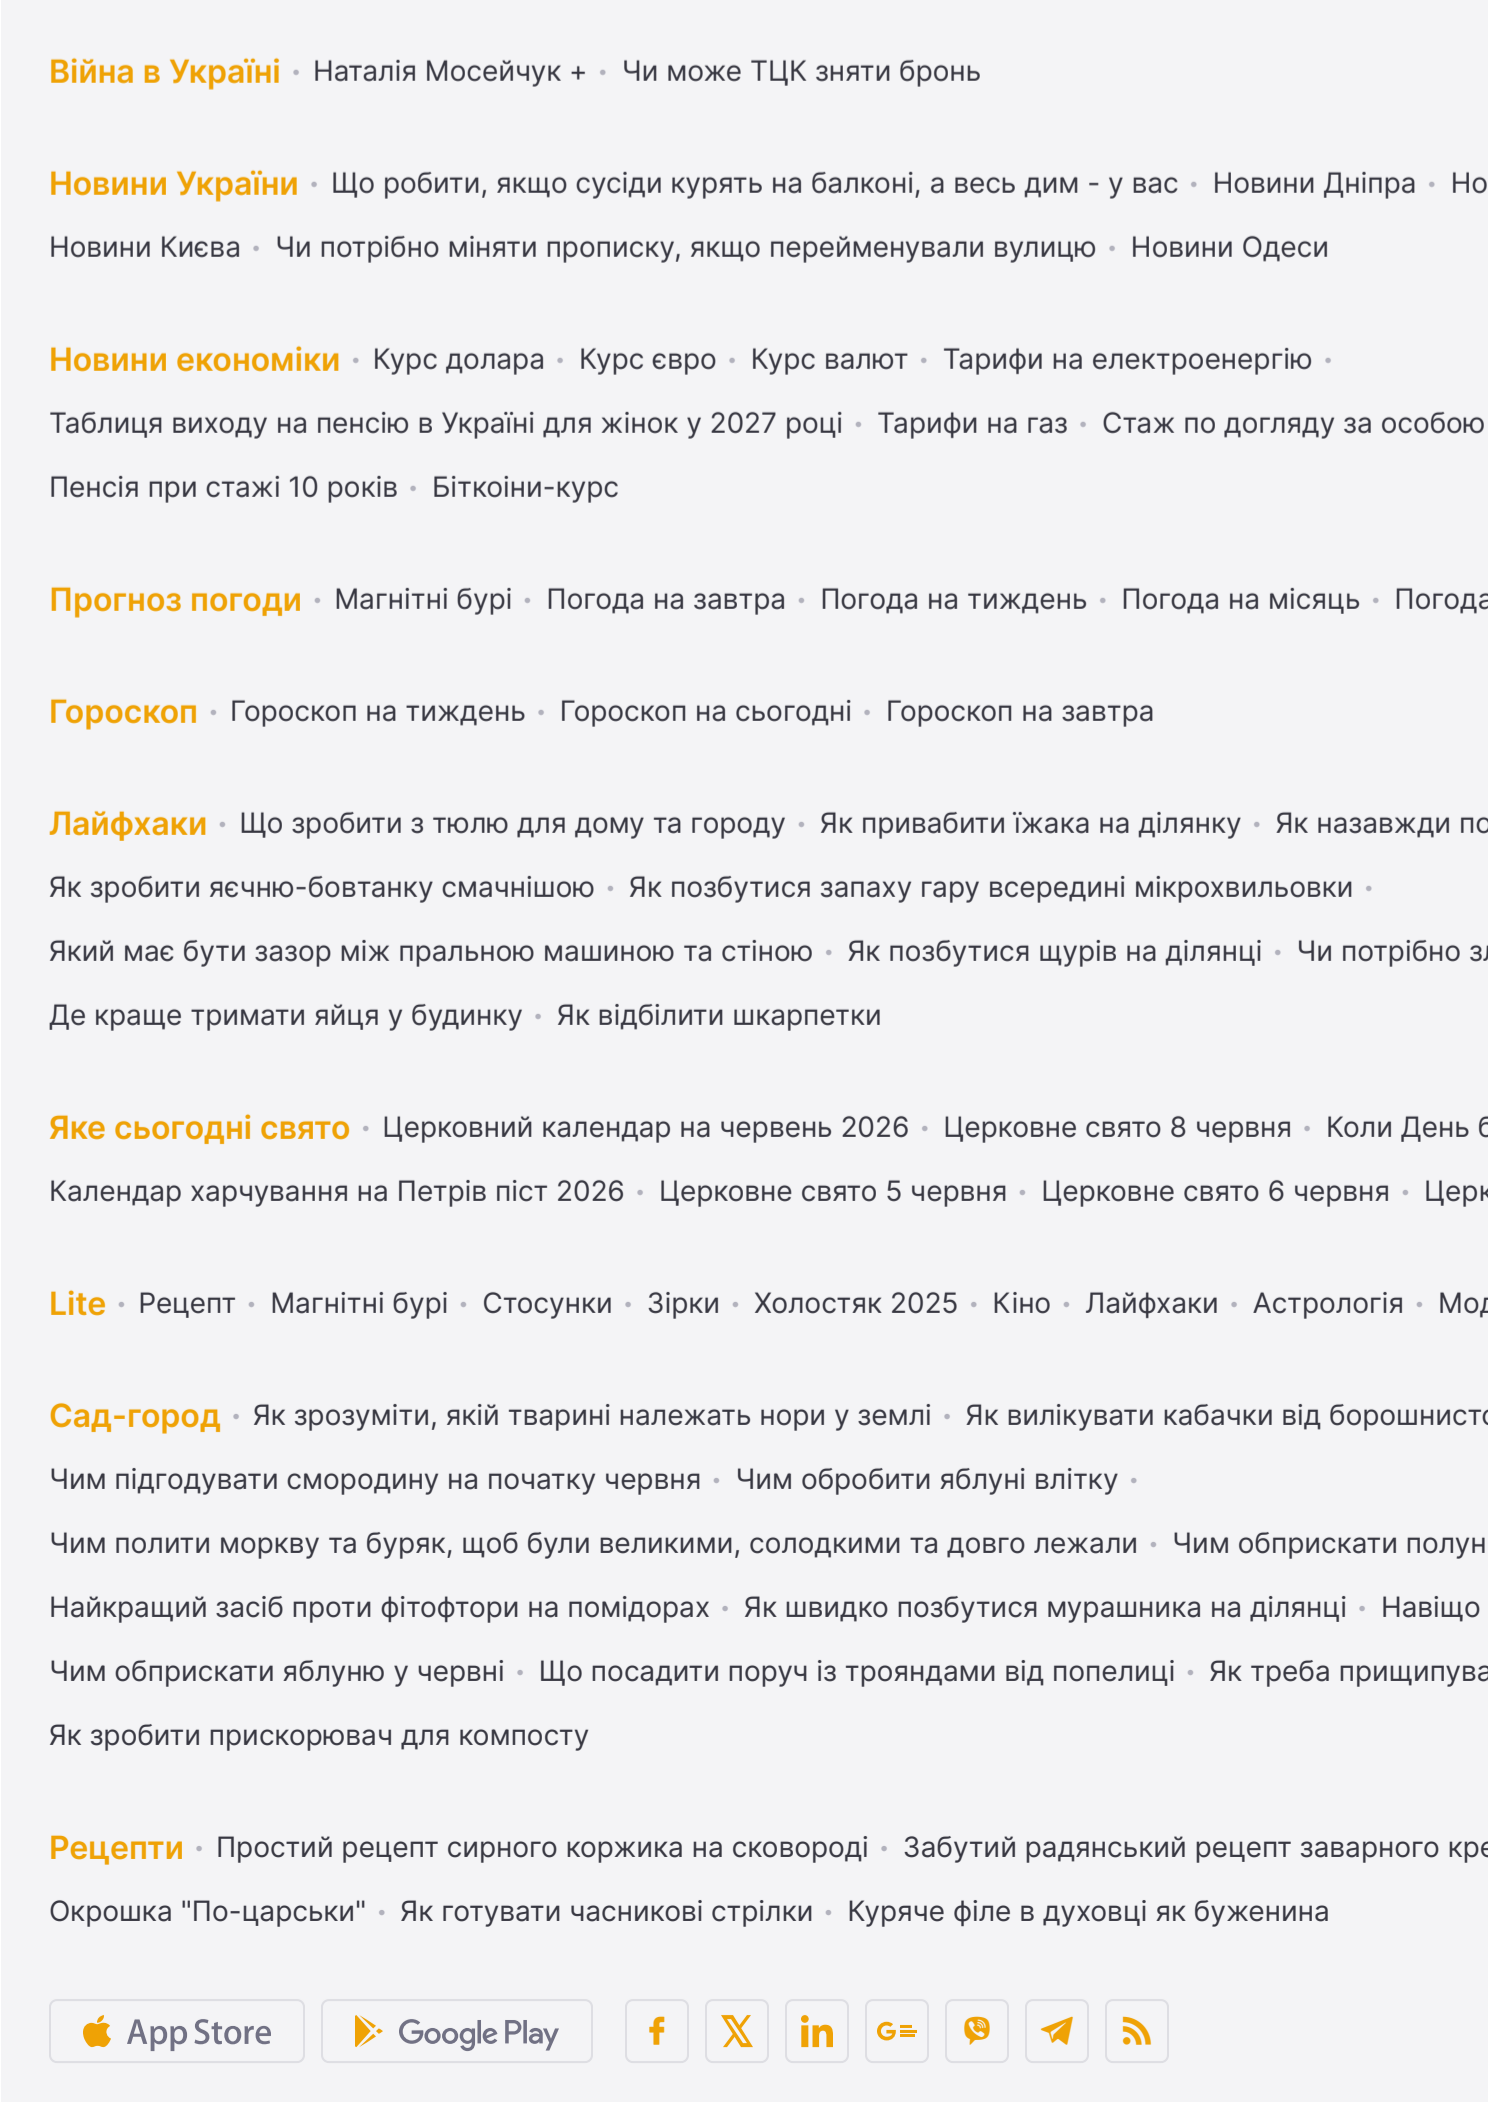 Війна в Україні · Наталія Мосейчук + · Чи може ТЦК зняти бронь
Новини України · Що робити, якщо сусіди курять на балконі, а весь дим - у вас · Новини Дніпра ·
Новини Києва · Чи потрібно міняти прописку, якщо перейменували вулицю · Новини Одеси
Новини економіки · Курс долара · Курс євро · Курс валют · Тарифи на електроенергію ·
Таблиця виходу на пенсію в Україні для жінок у 2027 році · Тарифи на газ · Стаж по догляду за особою
Пенсія при стажі 10 років · Біткоіни-курс
Прогноз погоди · Магнітні бурі · Погода на завтра · Погода на тиждень · Погода на місяць · Погода
Гороскоп · Гороскоп на тиждень · Гороскоп на сьогодні · Гороскоп на завтра
Лайфхаки · Що зробити з тюлю для дому та городу · Як привабити їжака на ділянку · Як назавжди
Як зробити яєчню-бовтанку смачнішою · Як позбутися запаху гару всередині мікрохвильовки ·
Який має бути зазор між пральною машиною та стіною · Як позбутися щурів на ділянці · Чи потрібно
Де краще тримати яйця у будинку · Як відбілити шкарпетки
Яке сьогодні свято · Церковний календар на червень 2026 · Церковне свято 8 червня · Коли День
Календар харчування на Петрів піст 2026 · Церковне свято 5 червня · Церковне свято 6 червня ·
Lite · Рецепт · Магнітні бурі · Стосунки · Зірки · Холостяк 2025 · Кіно · Лайфхаки · Астрологія ·
Сад-город · Як зрозуміти, якій тварині належать нори у землі · Як вилікувати кабачки від
Чим підгодувати смородину на початку червня · Чим обробити яблуні влітку ·
Чим полити моркву та буряк, щоб були великими, солодкими та довго лежали · Чим обприскати
Найкращий засіб проти фітофтори на помідорах · Як швидко позбутися мурашника на ділянці · Навіщо
Чим обприскати яблуню у червні · Що посадити поруч із трояндами від попелиці · Як треба
Як зробити прискорювач для компосту
Рецепти · Простий рецепт сирного коржика на сковороді · Забутий радянський рецепт заварного
Окрошка "По-царськи" · Як готувати часникові стрілки · Куряче філе в духовці як буженина
App Store Google Play